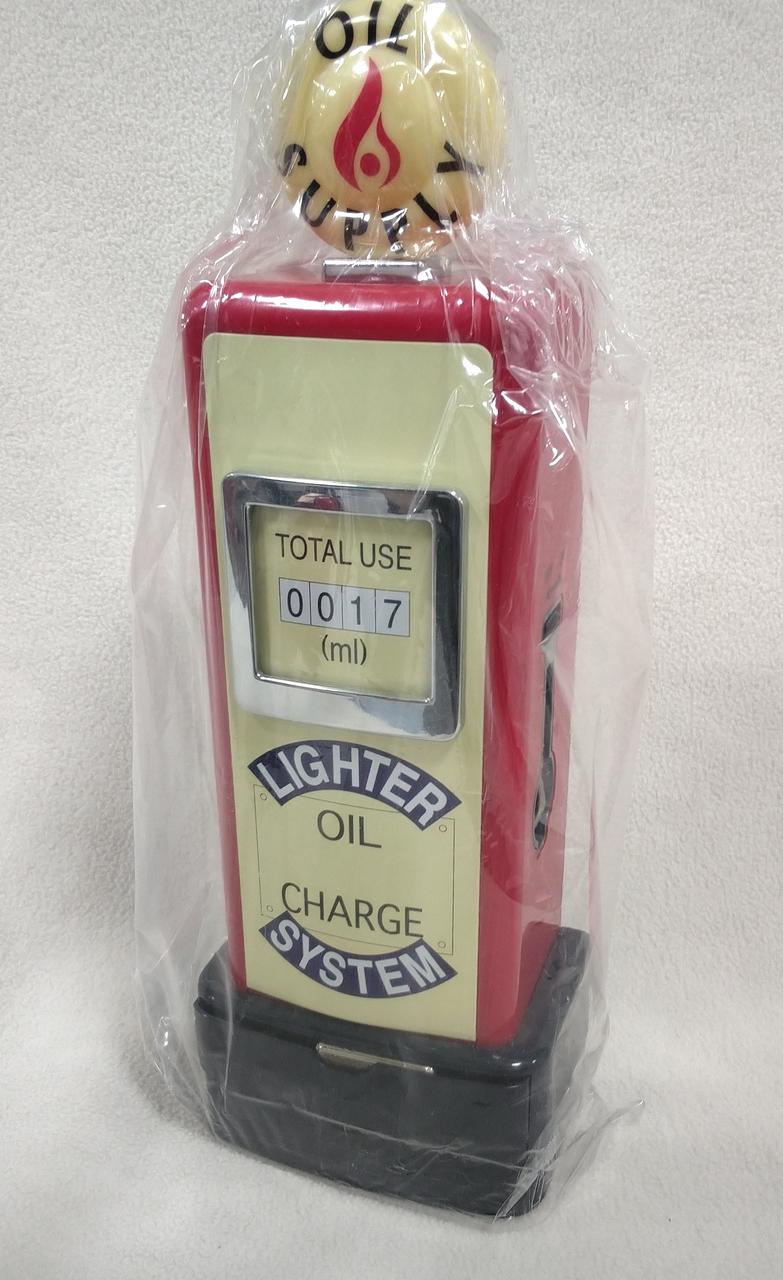 OIL
SUPPLY
TOTAL USE
0017
(ml)
LIGHTER
OIL
CHARGE
SYSTEM